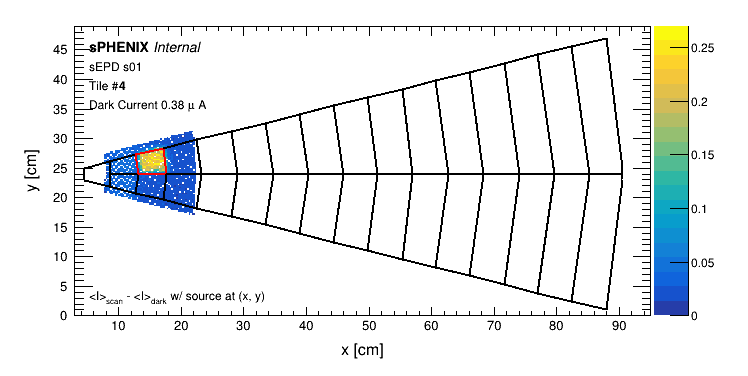 sPHENIX Internal
sEPD s01
Tile #4
Dark Current 0.38 μ A
<I>scan - <I>dark w/ source at (x, y)
y [cm]
45
40
35
30
25
20
15
10
5
0
10 20 30 40 50 60 70 80 90
x [cm]
0.25
0.2
0.15
0.1
0.05
0